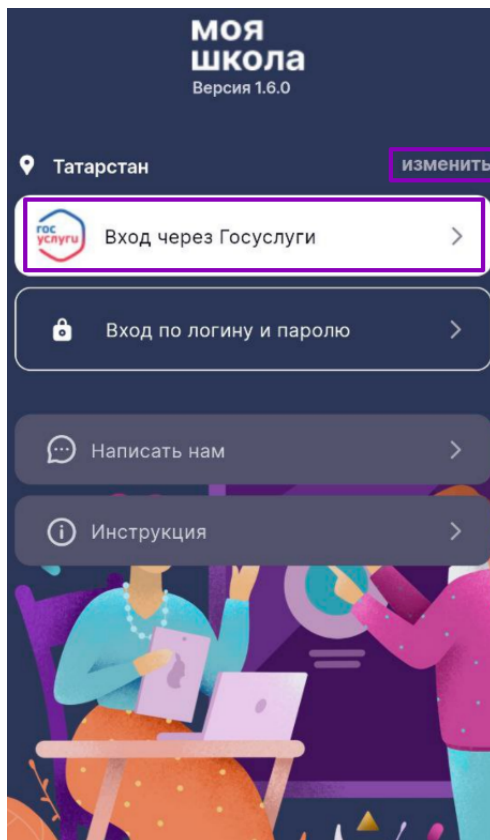 моя
школа
Версия 1.6.0
Татарстан
изменить
гос
услуги
Вход через Госуслуги
Вход по логину и паролю
Написать нам
Инструкция